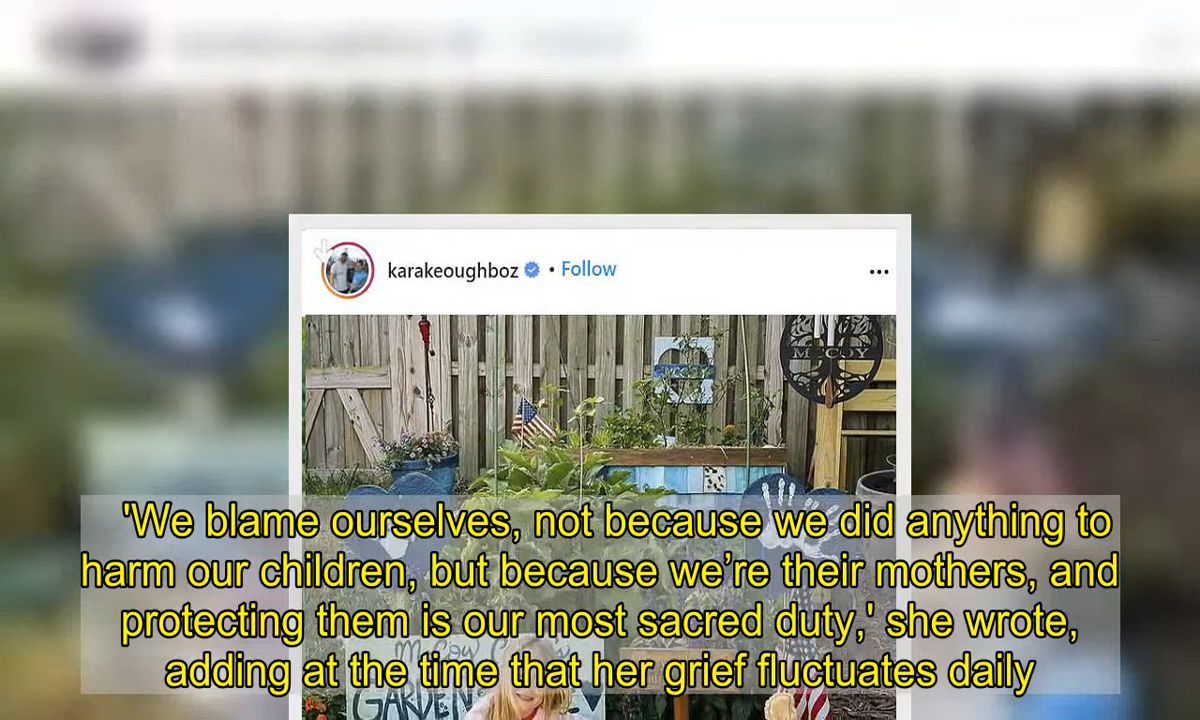 karakeoughboz • Follow
MCCOY
'We blame ourselves, not because we did anything to
harm our children, but because we’re their mothers, and
protecting them is our most sacred duty,' she wrote,
adding at the time that her grief fluctuates daily
GARDEN